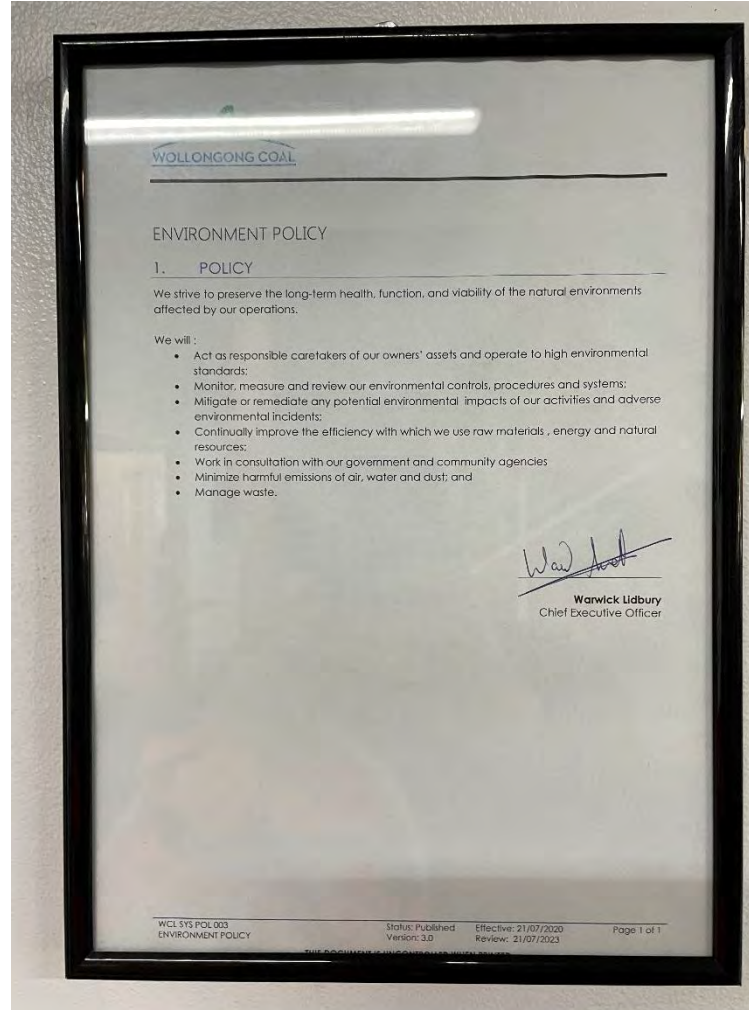 WOLLONGONG COAL
ENVIRONMENT POLICY
1. POLICY
We strive to preserve the long-term health, function, and viability of the natural environments
affected by our operations.
We will :
• Act as responsible caretakers of our owners' assets and operate to high environmental
standards;
• Monitor, measure and review our environmental controls, procedures and systems;
• Mitigate or remediate any potential environmental impacts of our activities and adverse
environmental incidents;
• Continually improve the efficiency with which we use raw materials , energy and natural
resources;
• Work in consultation with our government and community agencies
• Minimize harmful emissions of air, water and dust; and
• Manage waste.
Warwick Lidbury
Chief Executive Officer
WCL SYS POL 003 Status: Published Effective: 21/07/2020 Page 1 of 1
ENVIRONMENT POLICY Version: 3.0 Review: 21/07/2023
THIS DOCUMENT IS UNCONTROLLED WHEN PRINTED